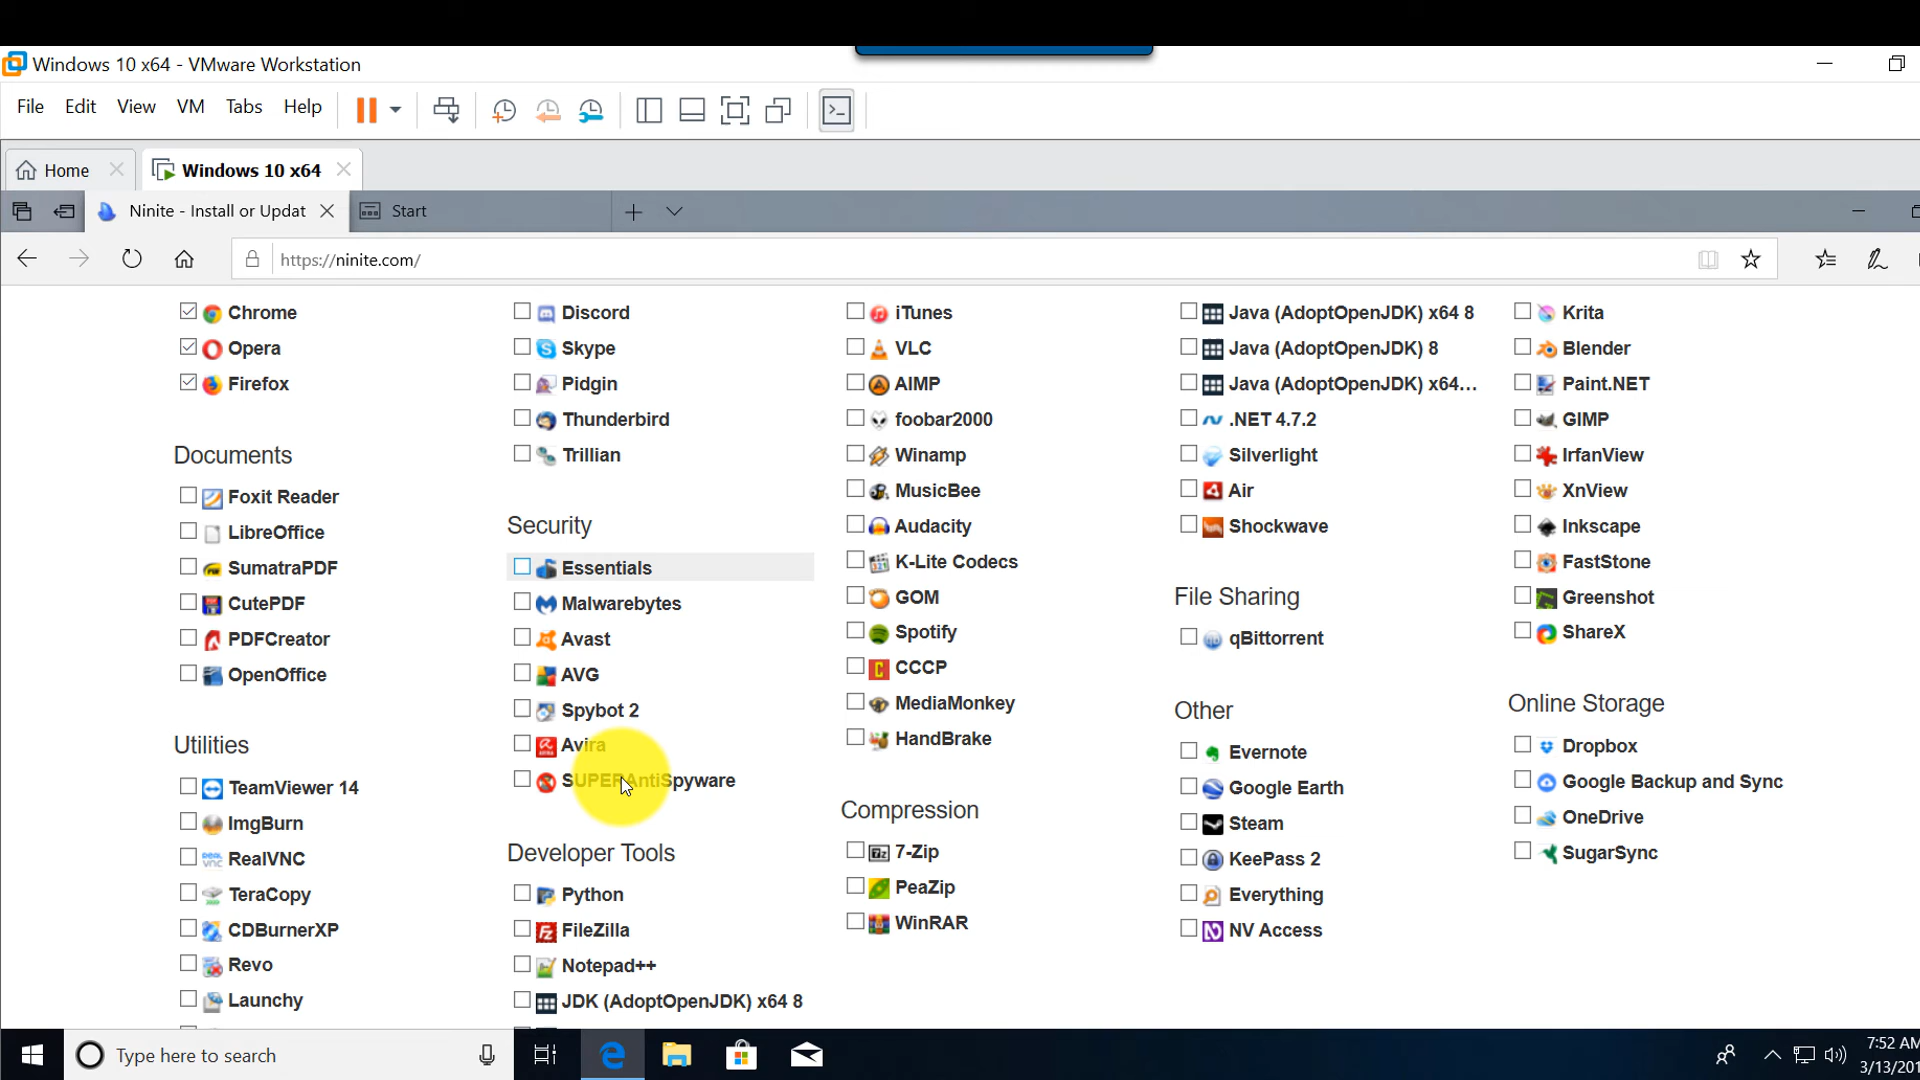 Windows 10 x64 - VMware Workstation
File Edit View VM Tabs Help
Home
Windows 10 x64
Ninite - Install or Updat
Start
https://ninite.com/
Chrome
Opera
Firefox
Documents
Foxit Reader
LibreOffice
SumatraPDF
CutePDF
PDFCreator
OpenOffice
Utilities
TeamViewer 14
ImgBurn
RealVNC
TeraCopy
CDBurnerXP
Revo
Launchy
Discord
Skype
Pidgin
Thunderbird
Trillian
Security
Essentials
Malwarebytes
Avast
AVG
Spybot 2
Avira
SUPERAntiSpyware
Developer Tools
Python
FileZilla
Notepad++
JDK (AdoptOpenJDK) x64 8
iTunes
VLC
AIMP
foobar2000
Winamp
MusicBee
Audacity
K-Lite Codecs
GOM
Spotify
CCCP
MediaMonkey
HandBrake
Compression
7-Zip
PeaZip
WinRAR
Java (AdoptOpenJDK) x64 8
Java (AdoptOpenJDK) 8
Java (AdoptOpenJDK) x64...
.NET 4.7.2
Silverlight
Air
Shockwave
File Sharing
qBittorrent
Other
Evernote
Google Earth
Steam
KeePass 2
Everything
NV Access
Krita
Blender
Paint.NET
GIMP
IrfanView
XnView
Inkscape
FastStone
Greenshot
ShareX
Online Storage
Dropbox
Google Backup and Sync
OneDrive
SugarSync
Type here to search
7:52 AM
3/13/201